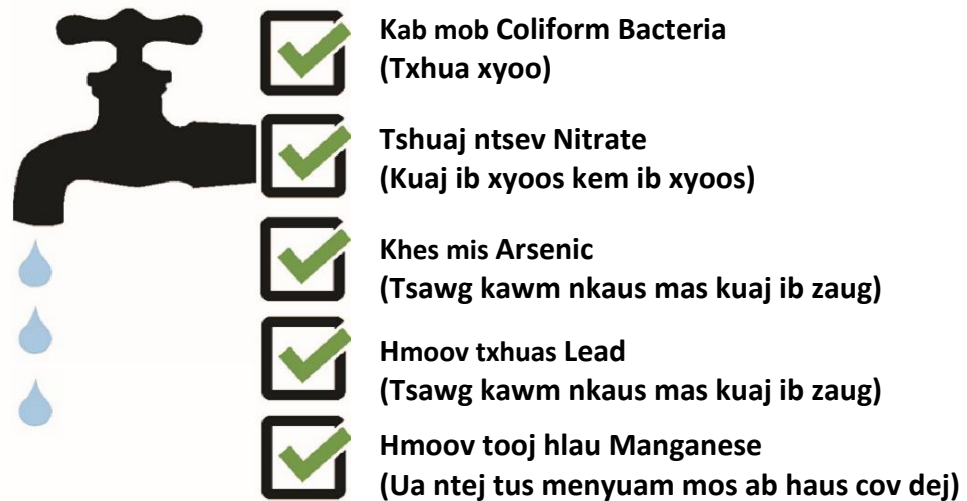 Kab mob Coliform Bacteria
(Txhua xyoo)
Tshuaj ntsev Nitrate
(Kuaj ib xyoos kem ib xyoos)
Khes mis Arsenic
(Tsawg kawm nkaus mas kuaj ib zaug)
Hmoov txhuas Lead
(Tsawg kawm nkaus mas kuaj ib zaug)
Hmoov tooj hlau Manganese
(Ua ntej tus menyuam mos ab haus cov dej)